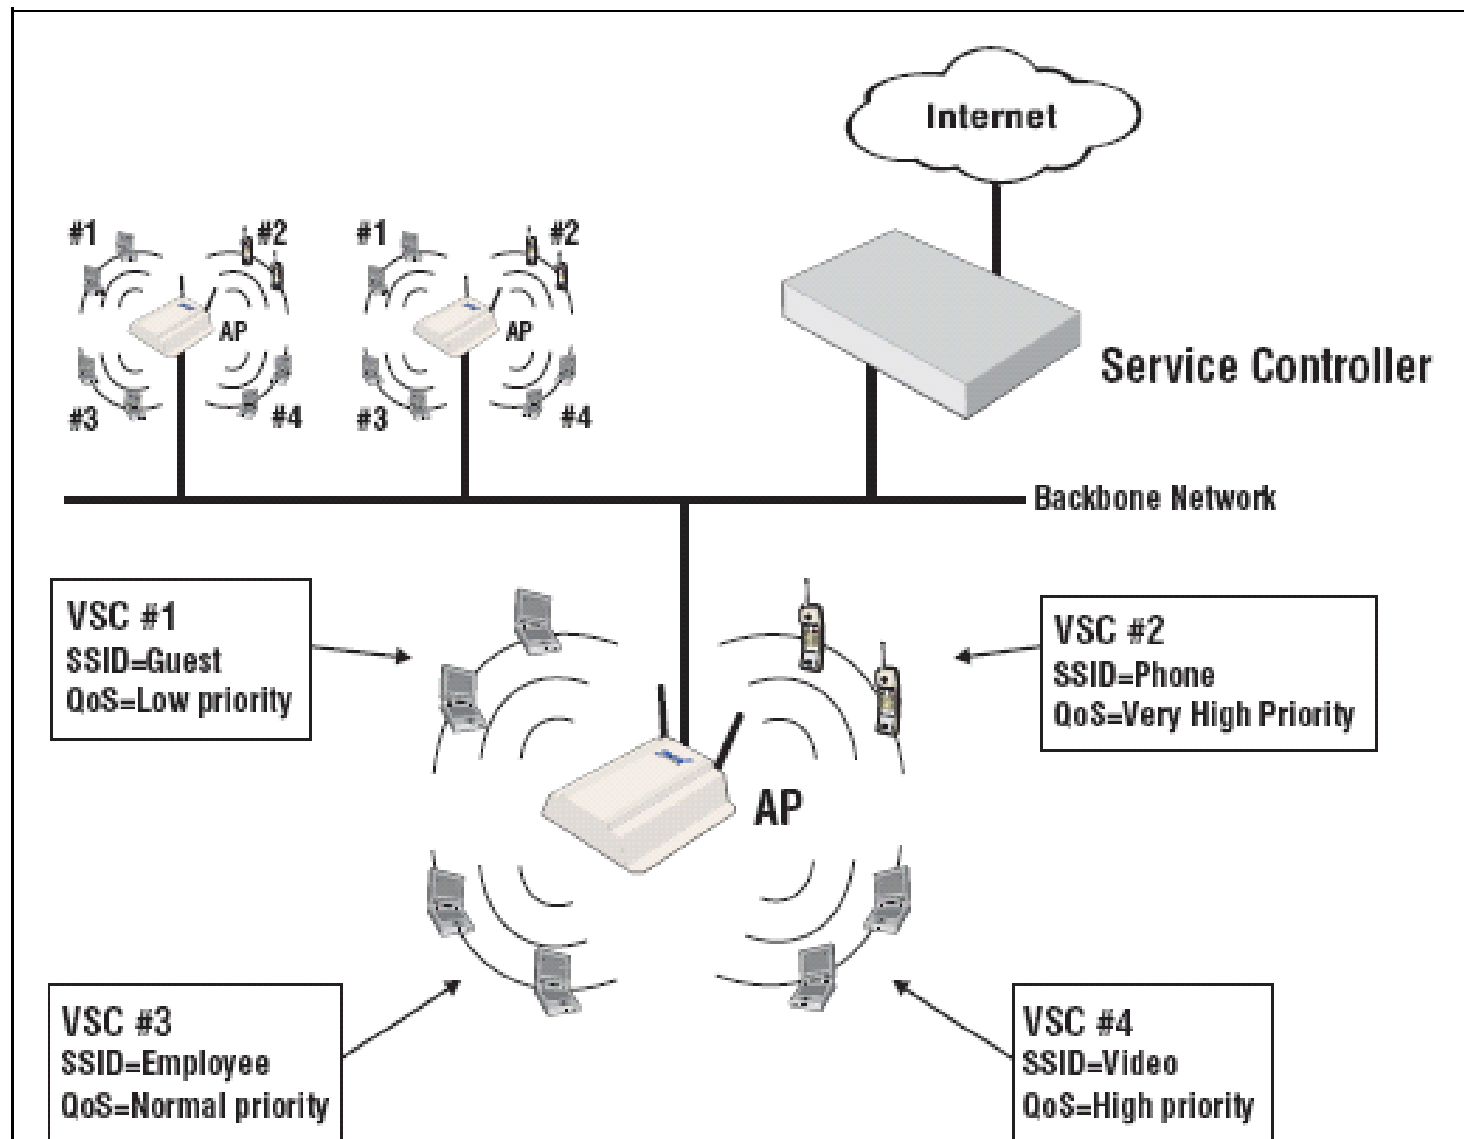 Internet
#1
#2
#1
#2
AP
AP
Service Controller
#3
#4
#3
#4
Backbone Network
VSC #1
SSID=Guest
QoS=Low priority
VSC #2
SSID=Phone
QoS=Very High Priority
AP
VSC #3
SSID=Employee
QoS=Normal priority
VSC #4
SSID=Video
QoS=High priority